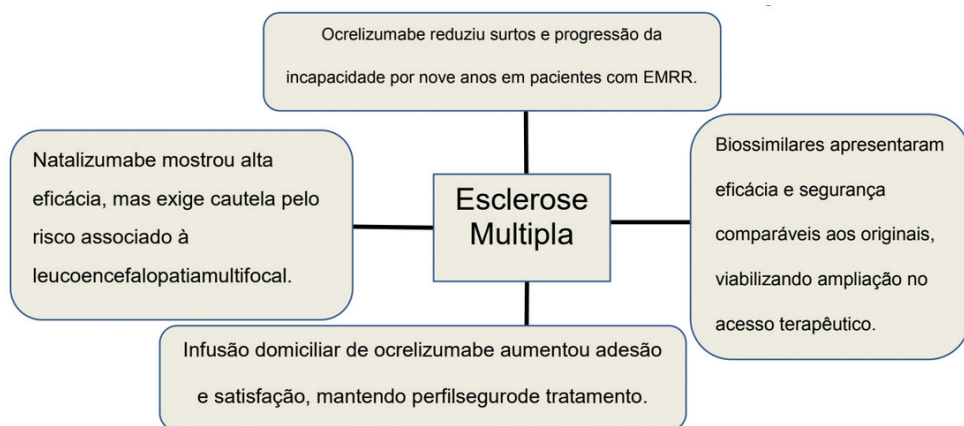 Ocrelizumabe reduziu surtos e progressão da
incapacidade por nove anos em pacientes com EMRR.
Natalizumabe mostrou alta
eficácia, mas exige cautela pelo
risco associado à
leucoencefalopatiamultifocal.
Esclerose
Multipla
Biossimilares apresentaram
eficácia e segurança
comparáveis aos originais,
viabilizando ampliação no
acesso terapêutico.
Infusão domiciliar de ocrelizumabe aumentou adesão
e satisfação, mantendo perfilsegurode tratamento.